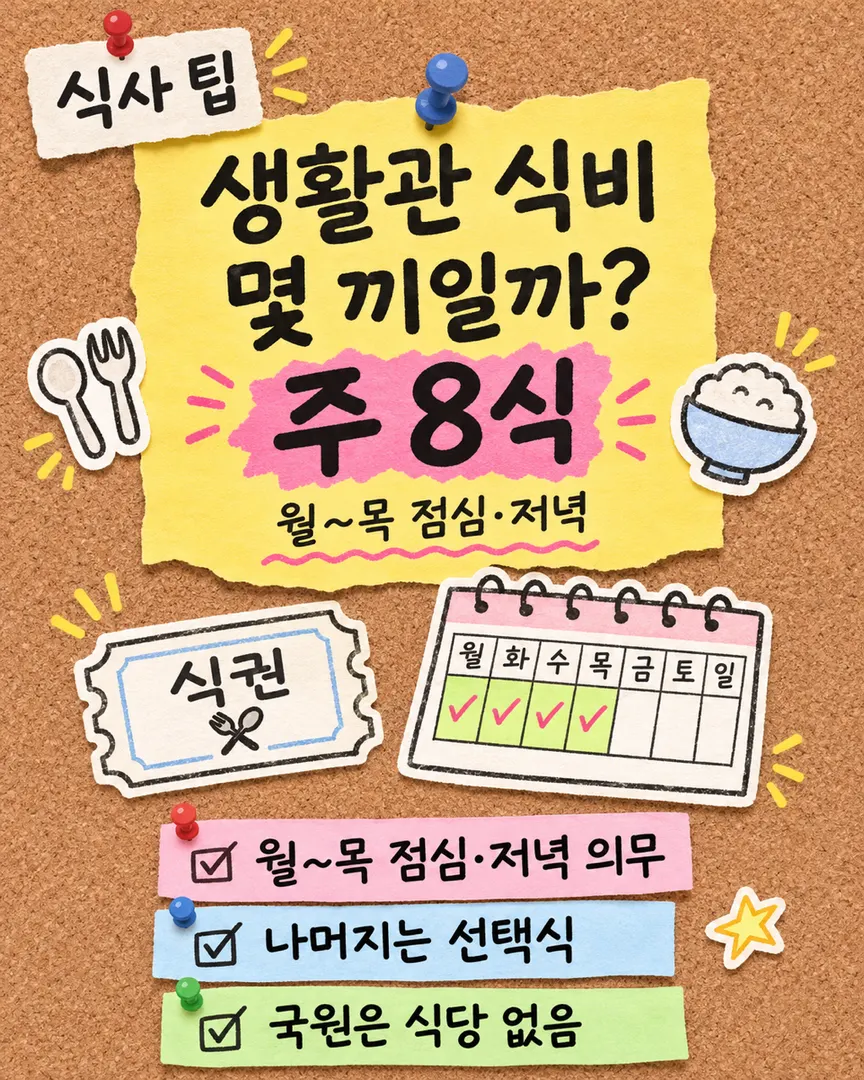 식사 팁
생활관 식비
몇 끼일까?
주 8식
월~목 점심·저녁
식권
월 화 수 목 금 토 일
월~목 점심·저녁 의무
나머지는 선택식
국원은 식당 없음